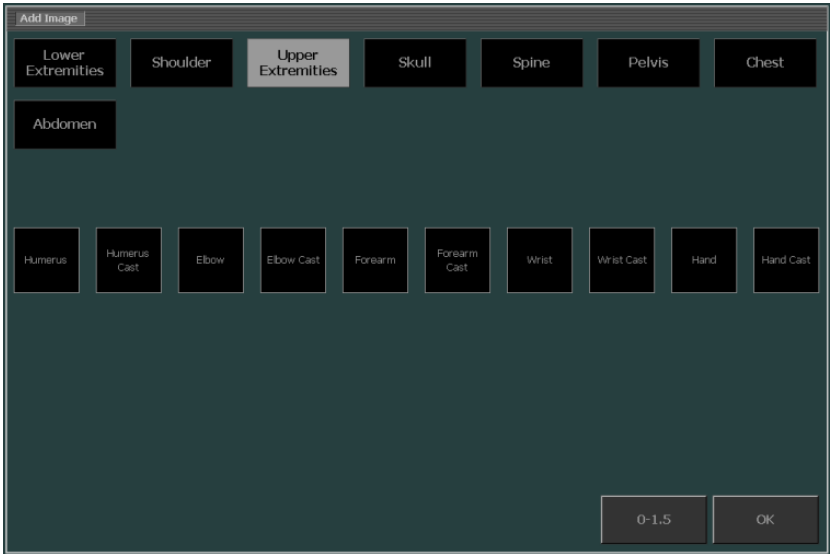 Add Image
Lower
Extremities
Shoulder
Upper
Extremities
Skull
Spine
Pelvis
Chest
Abdomen
Humerus
Humerus
Cast
Elbow
Elbow Cast
Forearm
Forearm
Cast
Wrist
Wrist Cast
Hand
Hand Cast
0-1.5
OK